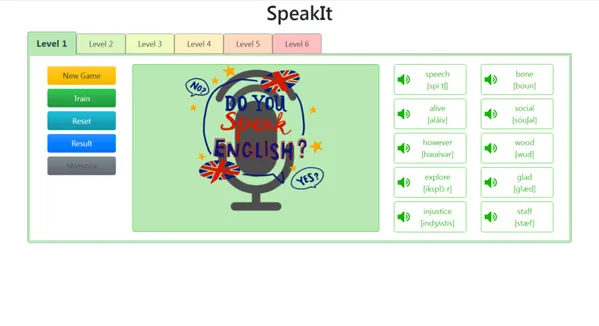 SpeakIt
Level 1
Level 2
Level 3
Level 4
Level 5
Level 6
New Game
Train
Reset
Result
Statistics
NO?
DO YOU
Speak
ENGLISH?
YES?
speech
[spiːtʃ]
bone
[boun]
alive
[əláiv]
social
[sóuʃəl]
however
[hauévər]
wood
[wud]
explore
glad
[glæd]
injustice
[indʒʌ́stis]
staff
[stæf]